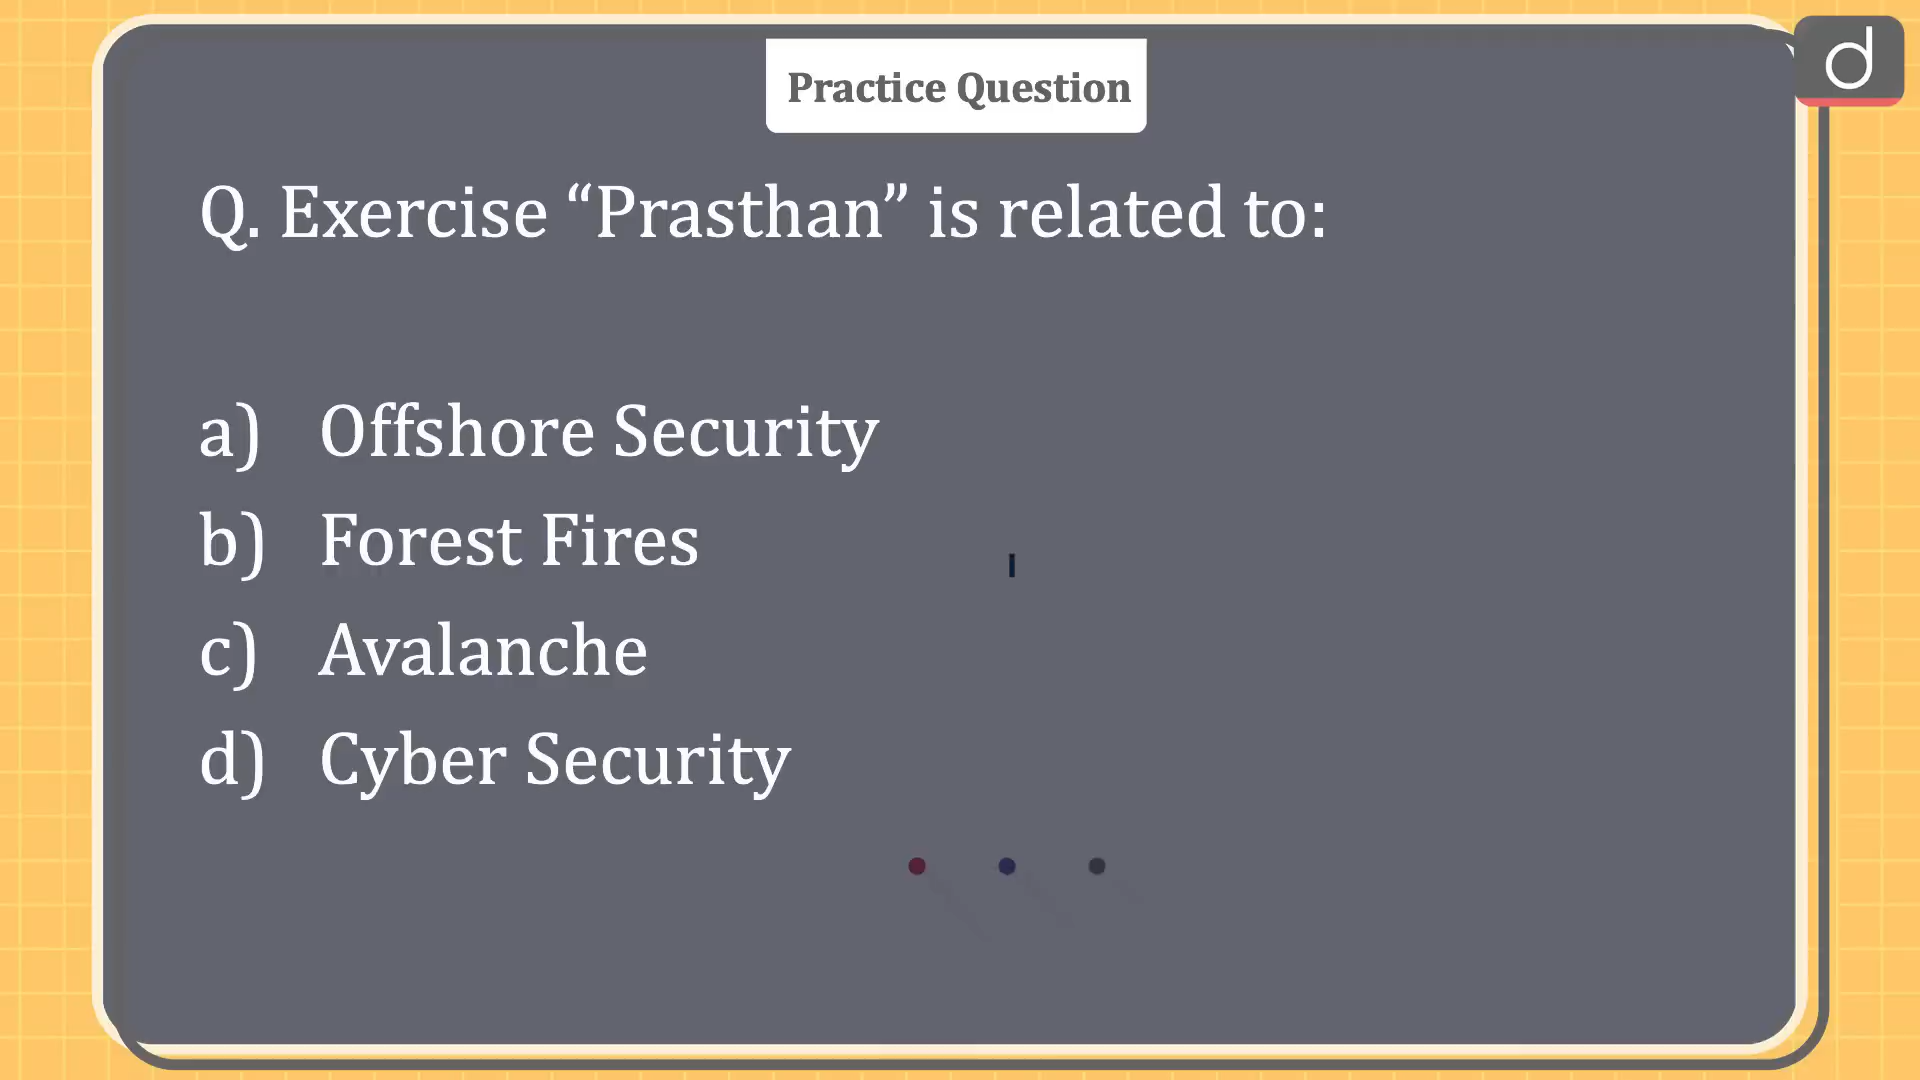 Practice Question
d
Q. Exercise “Prasthan” is related to:
a) Offshore Security
b) Forest Fires
c) Avalanche
d) Cyber Security